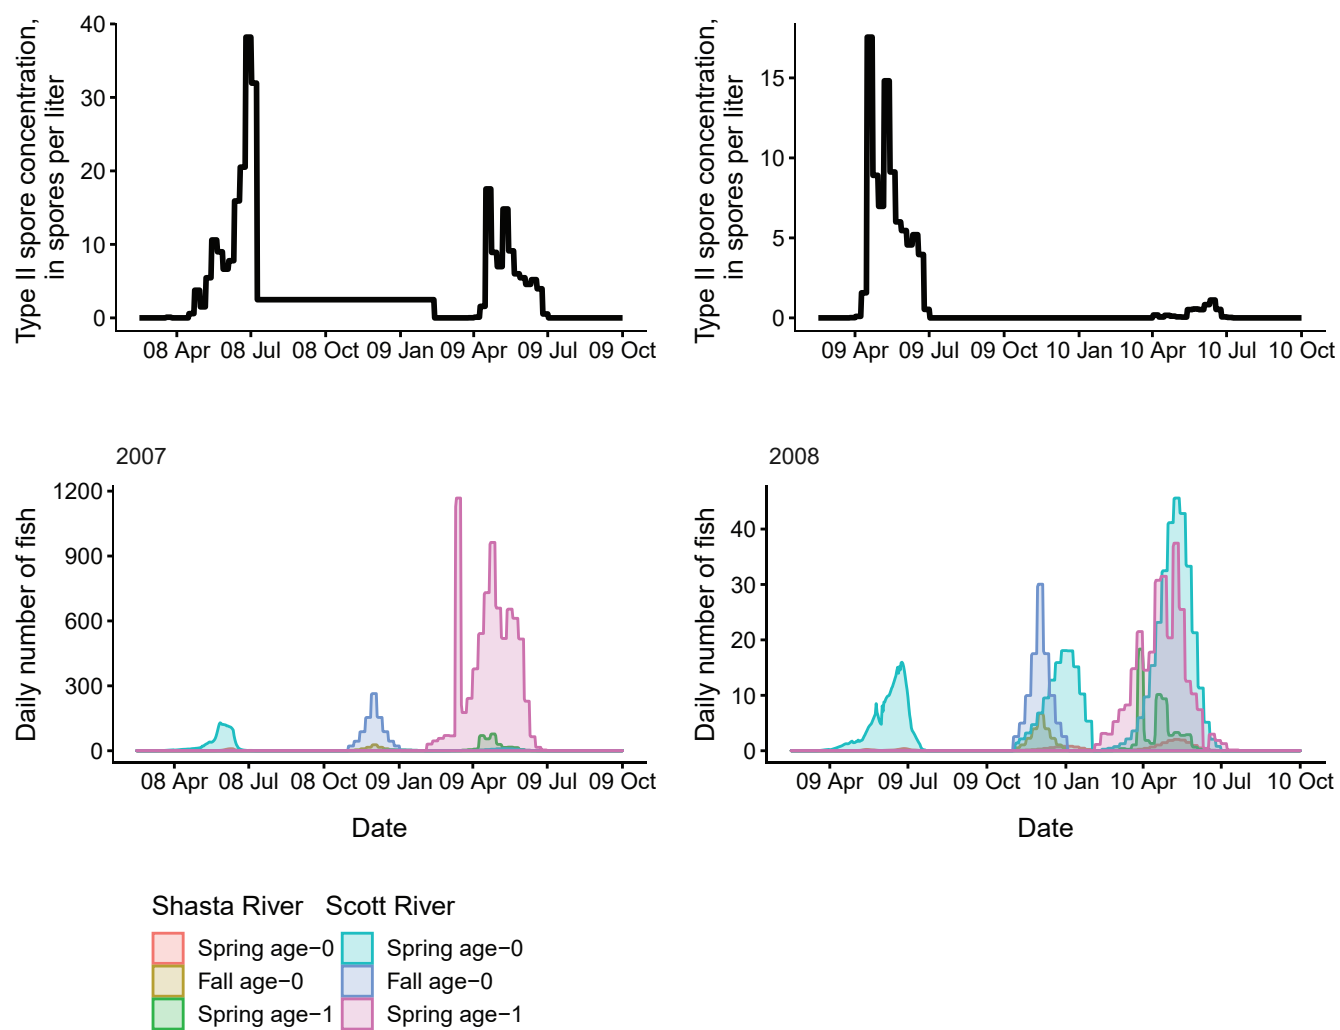 Type II spore concentration,
in spores per liter
40
30
20
10
0
08 Apr 08 Jul 08 Oct 09 Jan 09 Apr 09 Jul 09 Oct
Type II spore concentration,
in spores per liter
15
10
5
0
09 Apr 09 Jul 09 Oct 10 Jan 10 Apr 10 Jul 10 Oct
2007
Daily number of fish
1200
900
600
300
0
08 Apr 08 Jul 08 Oct 09 Jan 09 Apr 09 Jul 09 Oct
Date
2008
Daily number of fish
40
30
20
10
0
09 Apr 09 Jul 09 Oct 10 Jan 10 Apr 10 Jul 10 Oct
Date
Shasta River Scott River
Spring age−0 Spring age−0
Fall age−0 Fall age−0
Spring age−1 Spring age−1